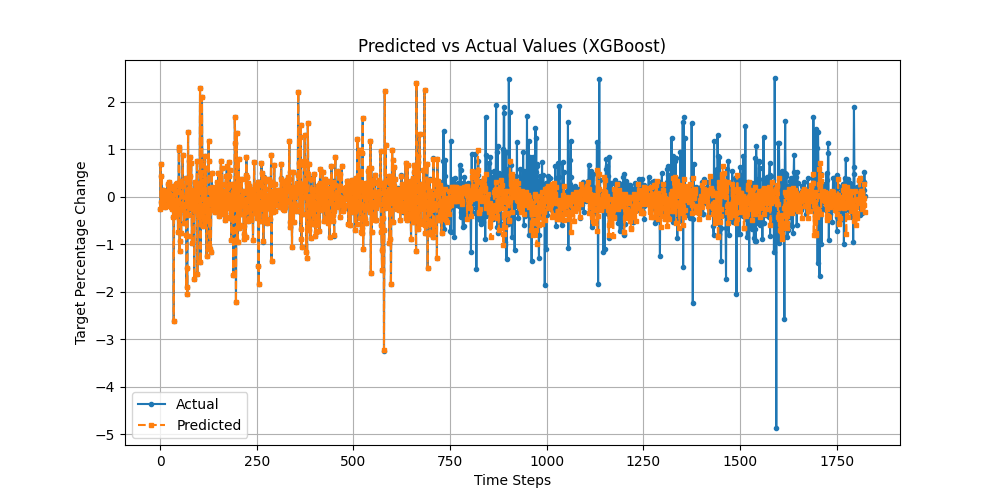 Predicted vs Actual Values (XGBoost)
Target Percentage Change
2
1
0
−1
−2
−3
−4
−5
Actual
Predicted
0 250 500 750 1000 1250 1500 1750
Time Steps